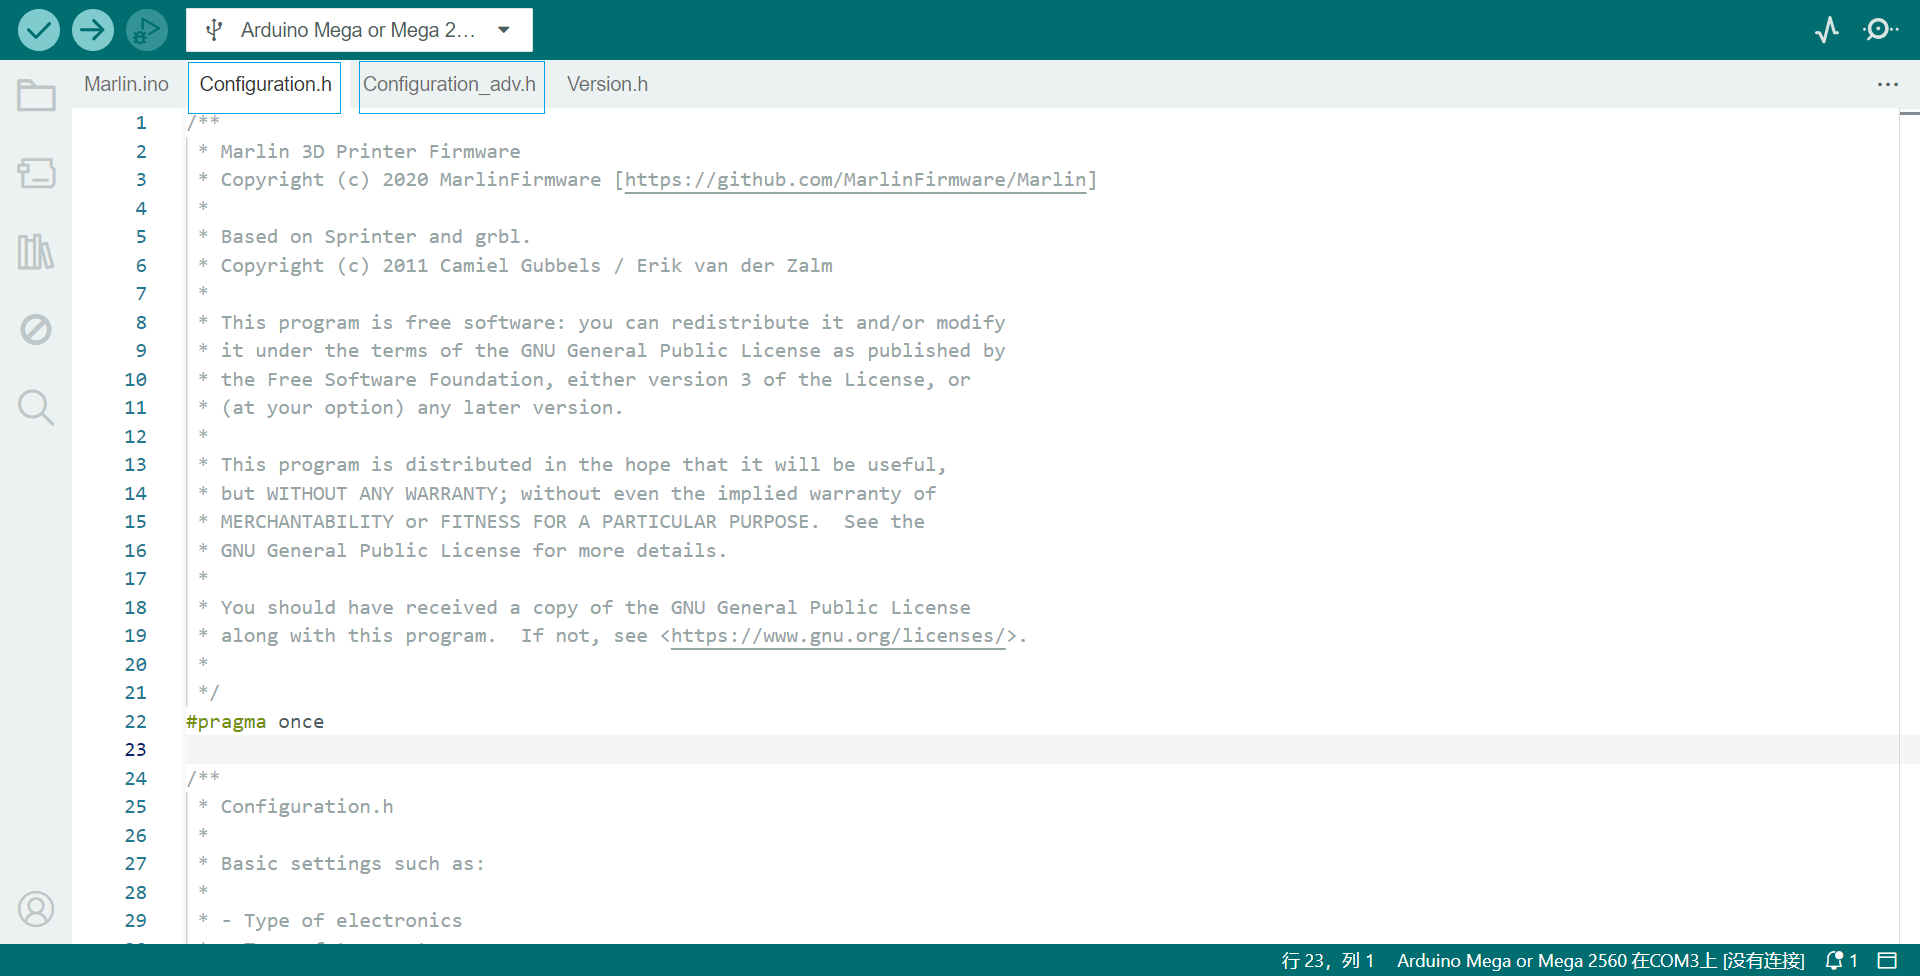 Arduino Mega or Mega 2...
Marlin.ino Configuration.h Configuration_adv.h Version.h
1 /**
2 * Marlin 3D Printer Firmware
3 * Copyright (c) 2020 MarlinFirmware [https://github.com/MarlinFirmware/Marlin]
4 *
5 * Based on Sprinter and grbl.
6 * Copyright (c) 2011 Camiel Gubbels / Erik van der Zalm
7 *
8 * This program is free software: you can redistribute it and/or modify
9 * it under the terms of the GNU General Public License as published by
10 * the Free Software Foundation, either version 3 of the License, or
11 * (at your option) any later version.
12 *
13 * This program is distributed in the hope that it will be useful,
14 * but WITHOUT ANY WARRANTY; without even the implied warranty of
15 * MERCHANTABILITY or FITNESS FOR A PARTICULAR PURPOSE.  See the
16 * GNU General Public License for more details.
17 *
18 * You should have received a copy of the GNU General Public License
19 * along with this program.  If not, see <https://www.gnu.org/licenses/>.
20 *
21 */
22 #pragma once
23
24 /**
25 * Configuration.h
26 *
27 * Basic settings such as:
28 *
29 * - Type of electronics
行 23，列 1 Arduino Mega or Mega 2560 在COM3上 [没有连接] 1